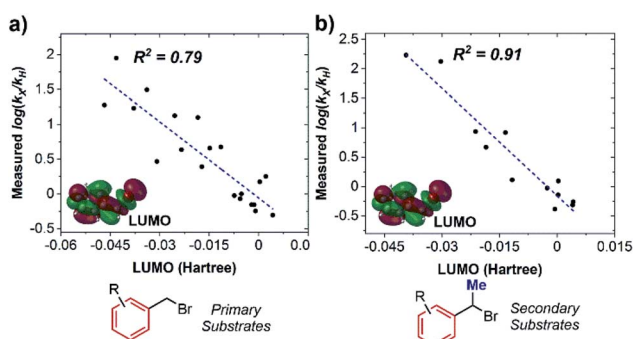 a)
Measured log(kX/kH)
2
1.5
1
0.5
0
-0.5
R² = 0.79
LUMO
-0.06
-0.045
-0.03
-0.015
0
0.015
LUMO (Hartree)
R
Br
Primary
Substrates
b)
Measured log(kX/kH)
2.5
2
1.5
1
0.5
0
-0.5
R² = 0.91
LUMO
-0.045
-0.03
-0.015
0
0.015
LUMO (Hartree)
Me
R
Br
Secondary
Substrates